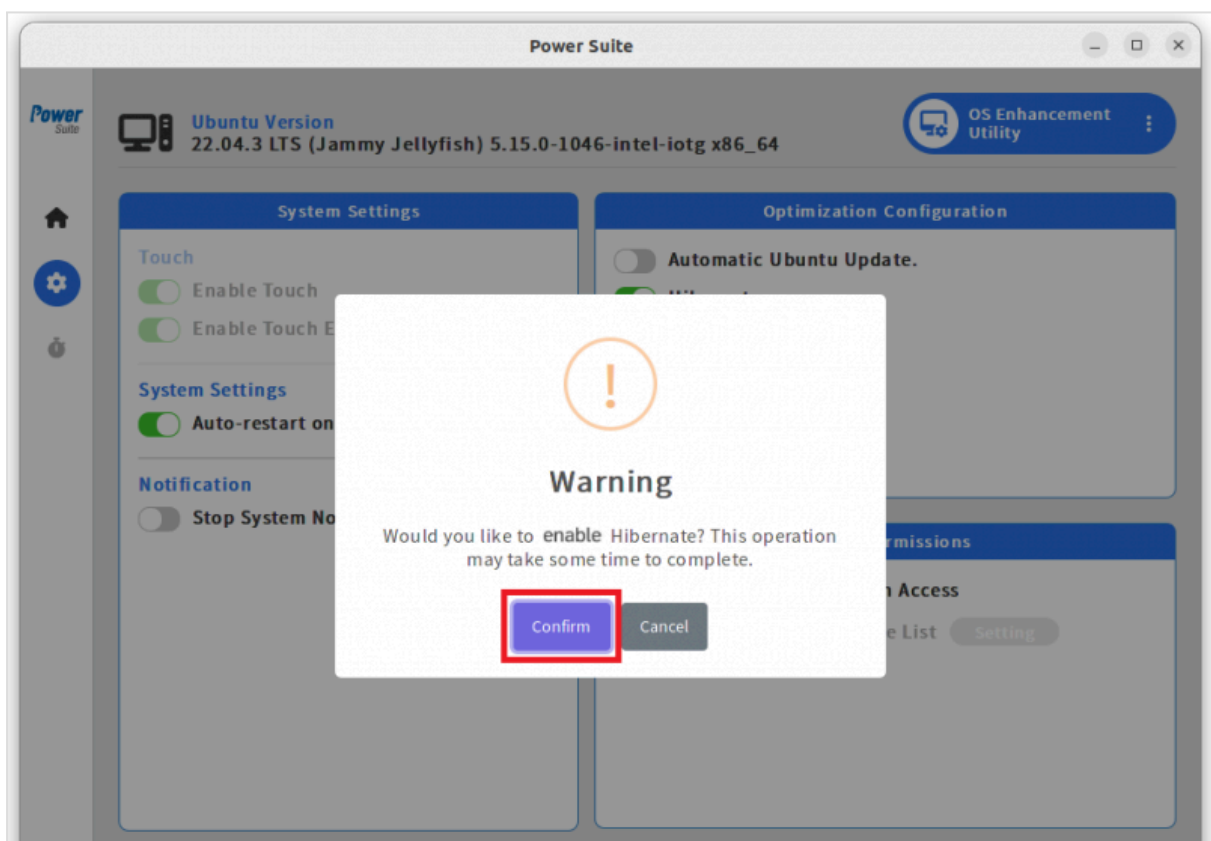 Power Suite
Power
Suite
Ubuntu Version
22.04.3 LTS (Jammy Jellyfish) 5.15.0-1046-intel-iotg x86_64
OS Enhancement
Utility
System Settings
Touch
Enable Touch
Enable Touch E
System Settings
Auto-restart on
Notification
Stop System No
Optimization Configuration
Automatic Ubuntu Update.
Warning
Would you like to enable Hibernate? This operation
may take some time to complete.
Confirm
Cancel
rmissions
n Access
e List
Setting